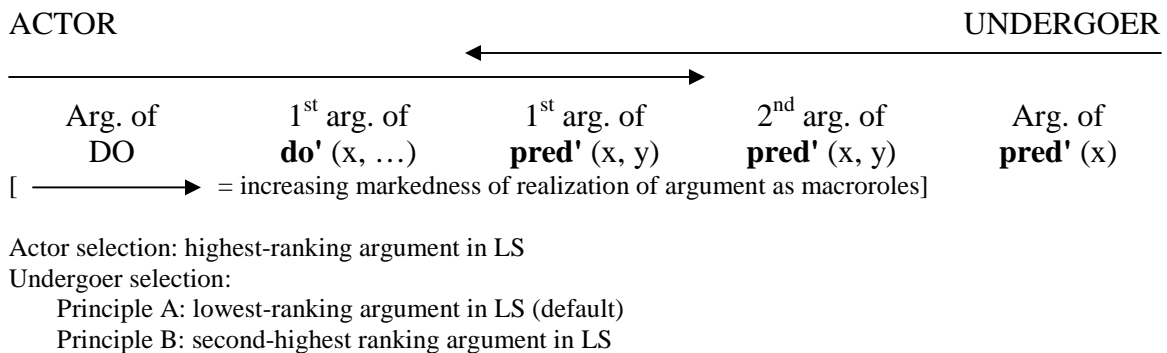 ACTOR UNDERGOER
Arg. of 1st arg. of 1st arg. of 2nd arg. of Arg. of
DO do' (x, …) pred' (x, y) pred' (x, y) pred' (x)
[ = increasing markedness of realization of argument as macroroles]
Actor selection: highest-ranking argument in LS
Undergoer selection:
Principle A: lowest-ranking argument in LS (default)
Principle B: second-highest ranking argument in LS